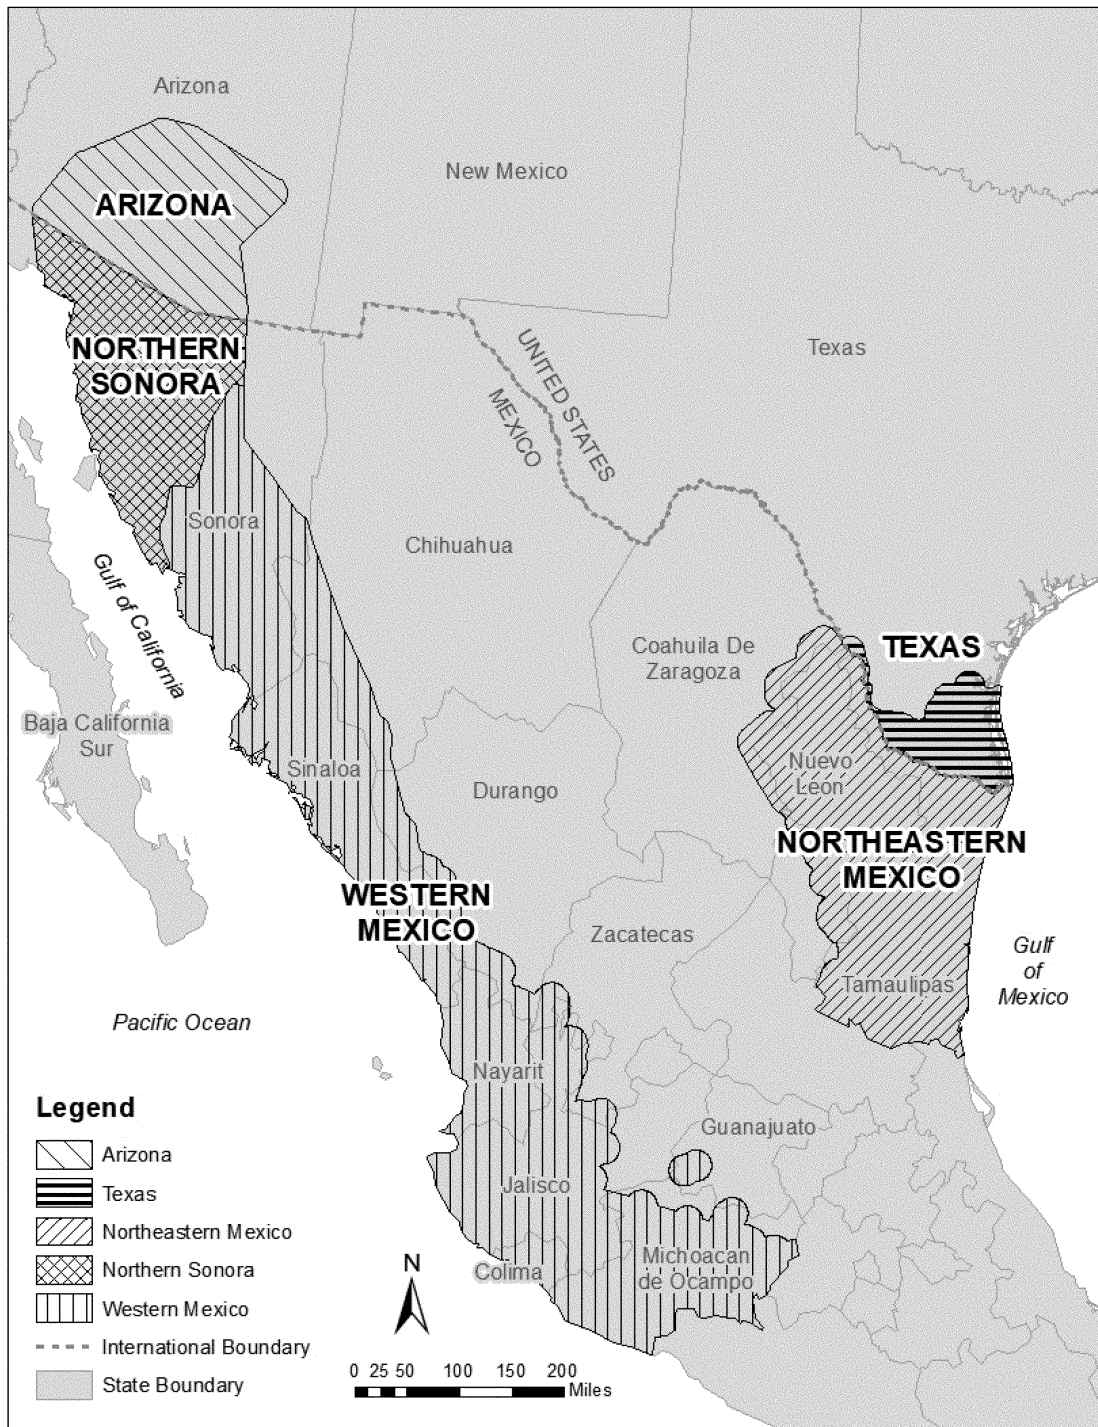 Arizona
New Mexico
ARIZONA
NORTHERN
SONORA
UNITED STATES
MEXICO
Texas
Sonora
Chihuahua
Gulf of California
Coahuila De
Zaragoza
TEXAS
Baja California
Sur
Sinaloa
Durango
Nuevo
Leon
NORTHEASTERN
MEXICO
WESTERN
MEXICO
Zacatecas
Gulf
of
Mexico
Tamaulipas
Pacific Ocean
Nayarit
Guanajuato
Jalisco
Michoacan
de Ocampo
Colima
Legend
Arizona
Texas
Northeastern Mexico
Northern Sonora
Western Mexico
International Boundary
State Boundary
N
0 25 50 100 150 200
Miles